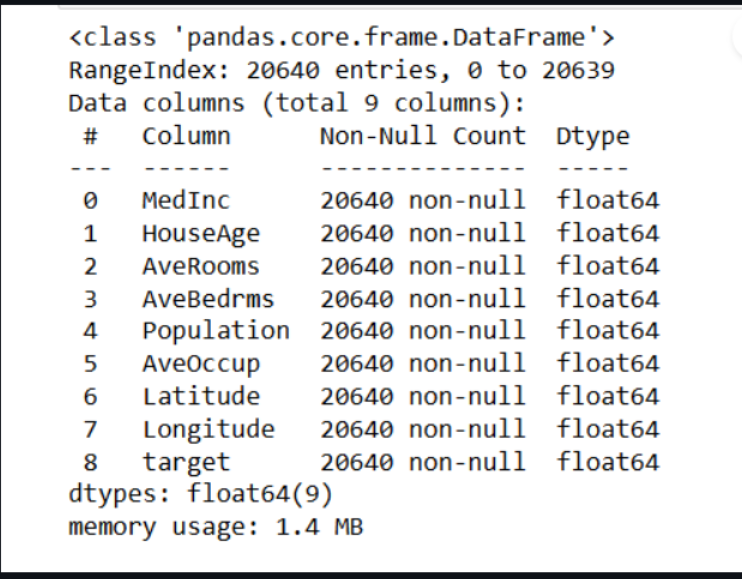 <class 'pandas.core.frame.DataFrame'>
RangeIndex: 20640 entries, 0 to 20639
Data columns (total 9 columns):
 #   Column      Non-Null Count  Dtype
---  ------      --------------  -----
 0   MedInc      20640 non-null  float64
 1   HouseAge    20640 non-null  float64
 2   AveRooms    20640 non-null  float64
 3   AveBedrms   20640 non-null  float64
 4   Population  20640 non-null  float64
 5   AveOccup    20640 non-null  float64
 6   Latitude    20640 non-null  float64
 7   Longitude   20640 non-null  float64
 8   target      20640 non-null  float64
dtypes: float64(9)
memory usage: 1.4 MB